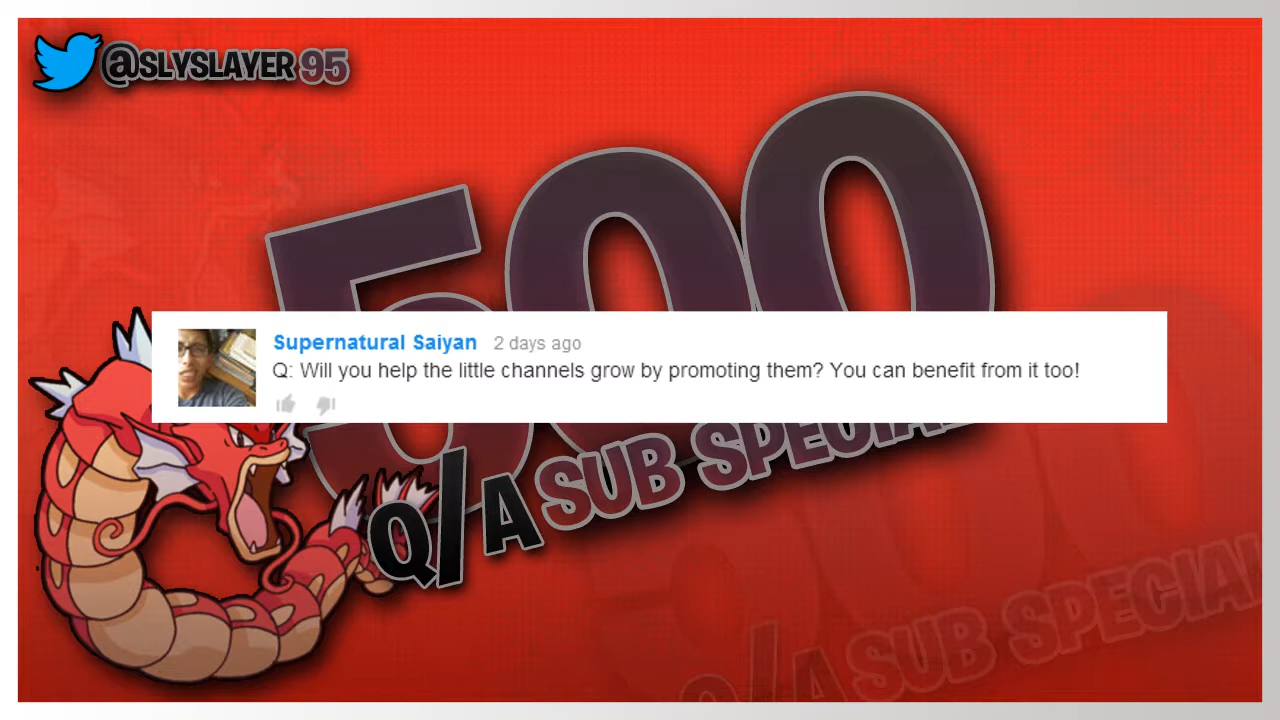 @SLYSLAYER 95
500
Supernatural Saiyan 2 days ago
Q: Will you help the little channels grow by promoting them? You can benefit from it too!
Q/A SUB SPECIAL
Q/A SUB SPECIAL